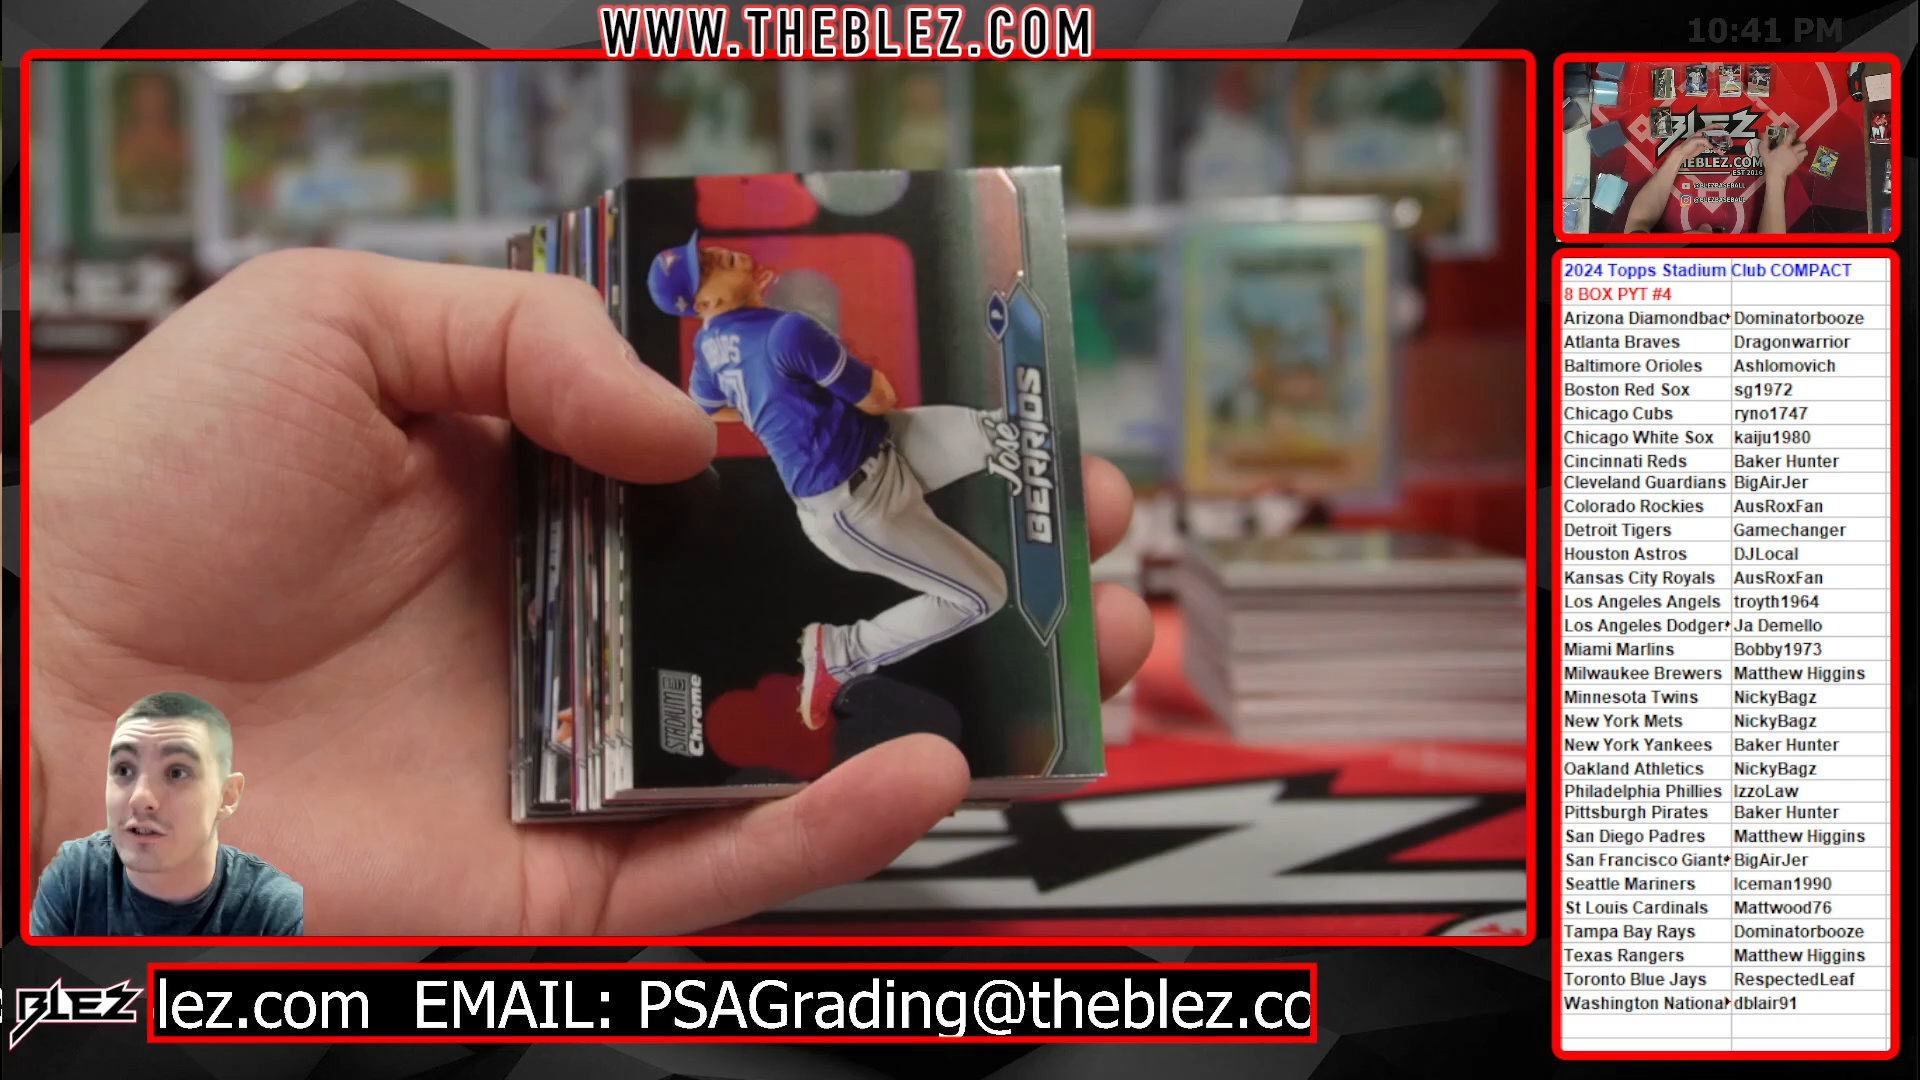 WWW.THEBLEZ.COM
10:41 PM
BLEZ
THEBLEZ.COM
EST 2016
@BLEZBASEBALL
@BLEZBASEBALL
José
BERRIOS
P
STADIUM
Chrome
2024 Topps Stadium Club COMPACT
8 BOX PYT #4
Arizona Diamondbac Dominatorbooze
Atlanta Braves Dragonwarrior
Baltimore Orioles Ashlomovich
Boston Red Sox sg1972
Chicago Cubs ryno1747
Chicago White Sox kaiju1980
Cincinnati Reds Baker Hunter
Cleveland Guardians BigAirJer
Colorado Rockies AusRoxFan
Detroit Tigers Gamechanger
Houston Astros DJLocal
Kansas City Royals AusRoxFan
Los Angeles Angels troyth1964
Los Angeles Dodger Ja Demello
Miami Marlins Bobby1973
Milwaukee Brewers Matthew Higgins
Minnesota Twins NickyBagz
New York Mets NickyBagz
New York Yankees Baker Hunter
Oakland Athletics NickyBagz
Philadelphia Phillies IzzoLaw
Pittsburgh Pirates Baker Hunter
San Diego Padres Matthew Higgins
San Francisco Giant BigAirJer
Seattle Mariners Iceman1990
St Louis Cardinals Mattwood76
Tampa Bay Rays Dominatorbooze
Texas Rangers Matthew Higgins
Toronto Blue Jays RespectedLeaf
Washington Nationa dblair91
BLEZ
lez.com EMAIL: PSAGrading@theblez.co